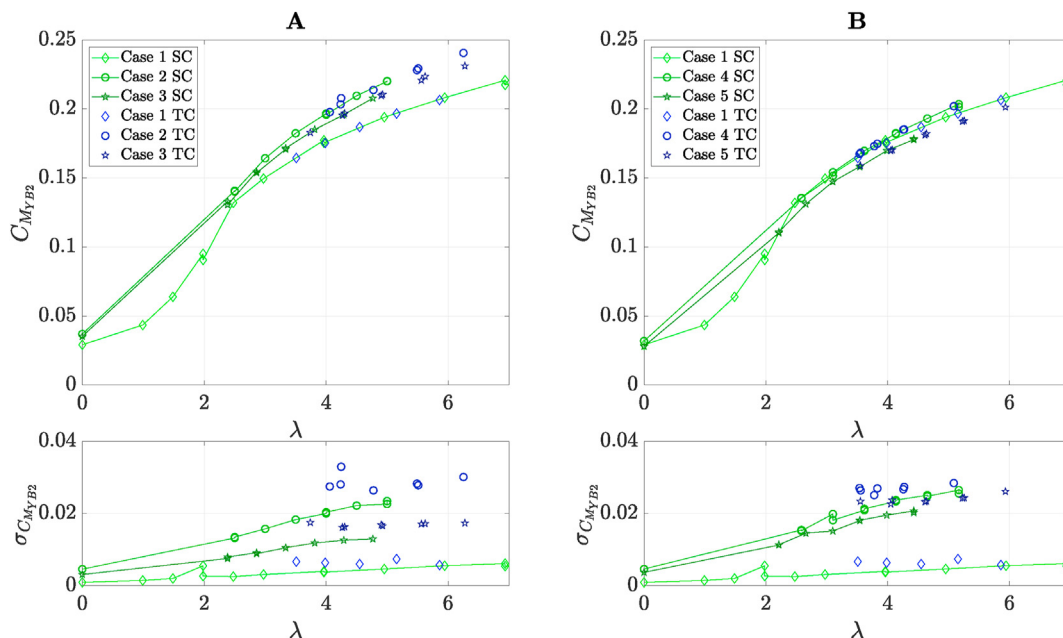 A
0.25
0.2
0.15
0.1
0.05
0
C_{M_{YB2}}
Case 1 SC
Case 2 SC
Case 3 SC
Case 1 TC
Case 2 TC
Case 3 TC
0 2 4 6
λ
0.04
0.02
0
σ_{C_{M_{YB2}}}
0 2 4 6
λ
B
0.25
0.2
0.15
0.1
0.05
0
C_{M_{YB2}}
Case 1 SC
Case 4 SC
Case 5 SC
Case 1 TC
Case 4 TC
Case 5 TC
0 2 4 6
λ
0.04
0.02
0
σ_{C_{M_{YB2}}}
0 2 4 6
λ